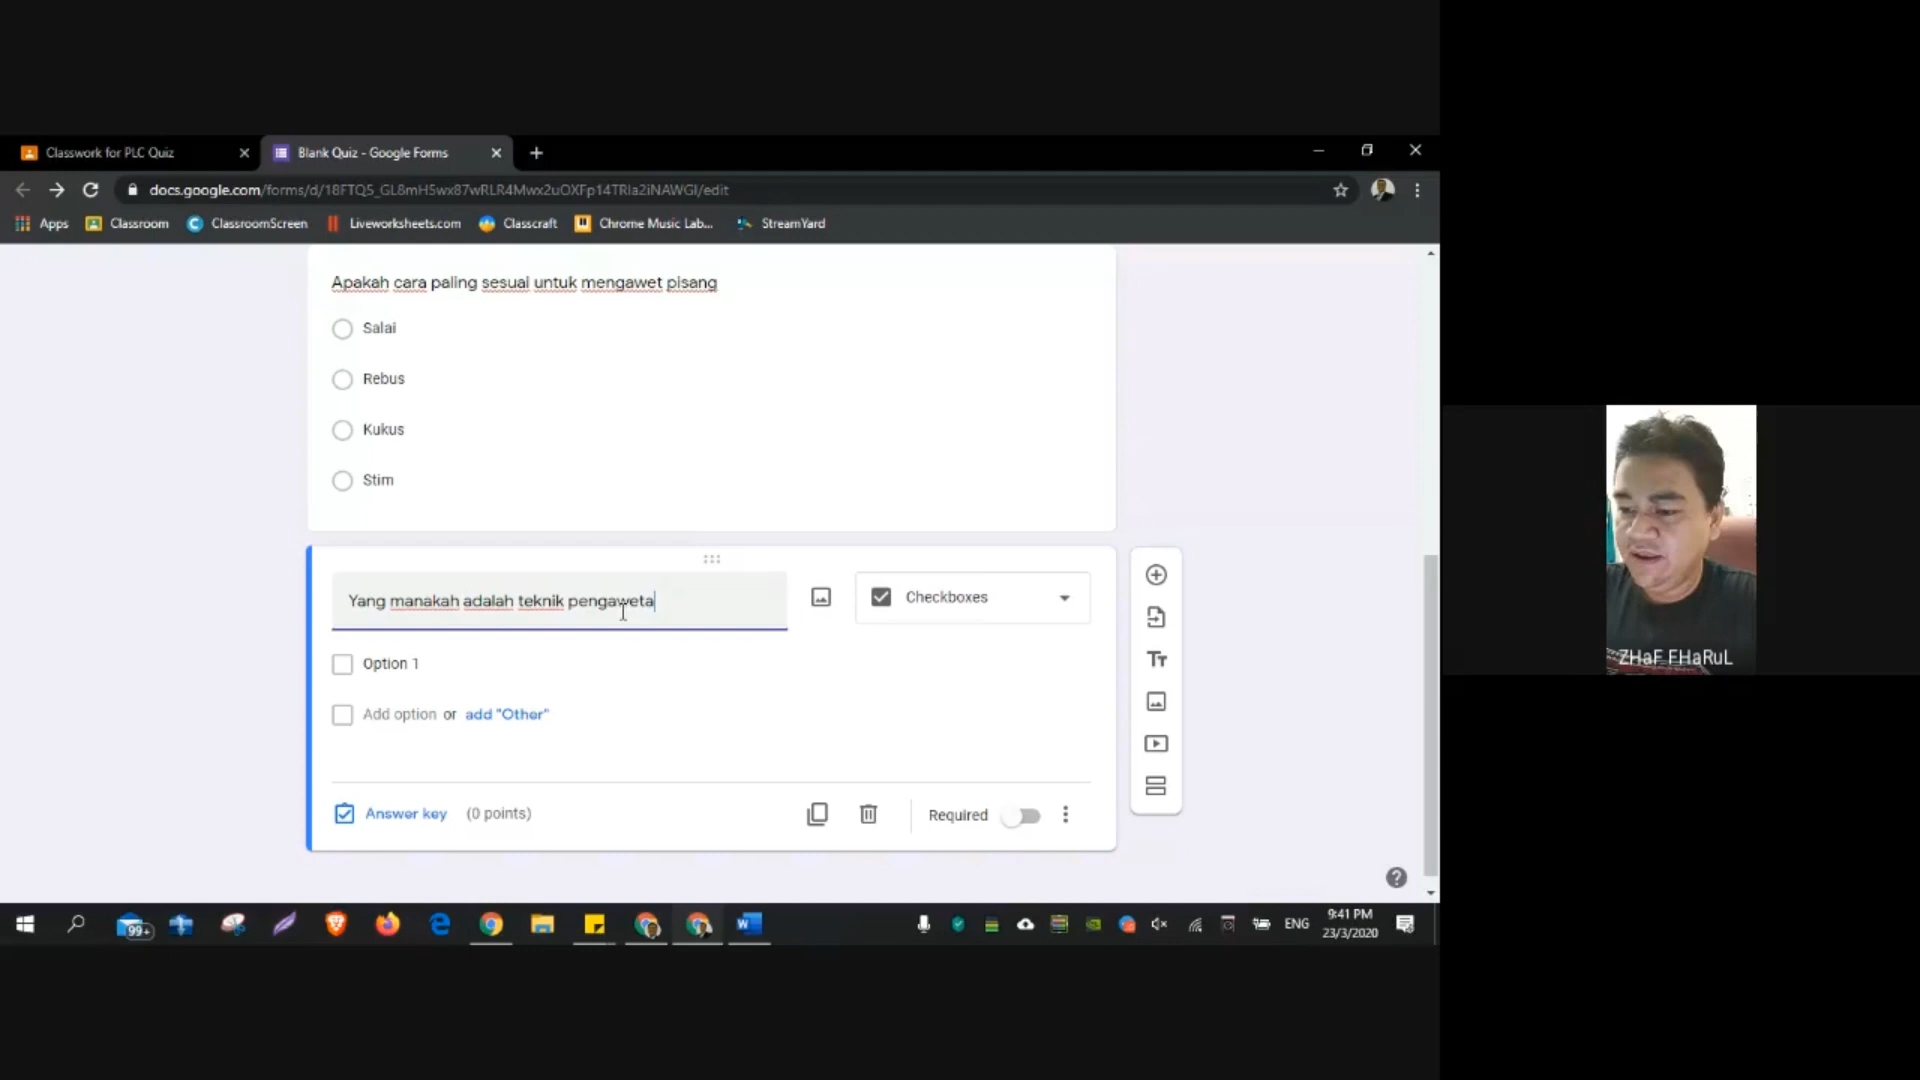 Classwork for PLC Quiz
Blank Quiz - Google Forms
docs.google.com/forms/d/18FTQ5_GL8mH5wx87wRLR4Mwx2uOXFp14TRIa2iNAWGI/edit
Apps Classroom ClassroomScreen Liveworksheets.com Classcraft Chrome Music Lab... StreamYard
Apakah cara paling sesuai untuk mengawet pisang
Salai
Rebus
Kukus
Stim
Yang manakah adalah teknik pengaweta
Checkboxes
Option 1
Add option or add "Other"
Answer key (0 points)
Required
ZHaF FHaRuL
99+
ENG
9:41 PM
23/3/2020